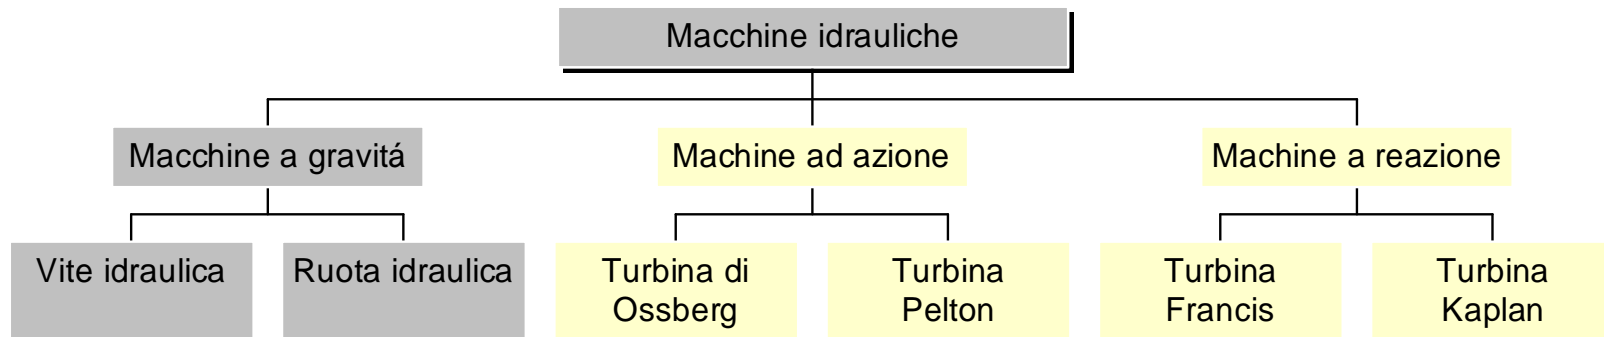 Macchine idrauliche
Macchine a gravitá
Machine ad azione
Machine a reazione
Vite idraulica
Ruota idraulica
Turbina di
Ossberg
Turbina
Pelton
Turbina
Francis
Turbina
Kaplan